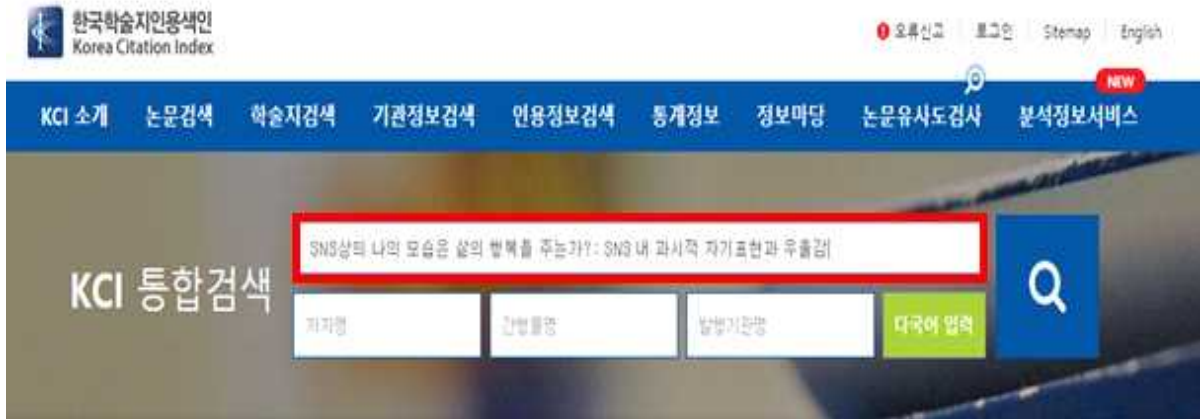 한국학술지인용색인
Korea Citation Index
오류신고 로그인 Sitemap English
NEW
KCI 소개 논문검색 학술지검색 기관정보검색 인용정보검색 통계정보 정보마당 논문유사도검사 분석정보서비스
SNS상의 나의 모습은 삶의 행복을 주는가? : SNS 내 과시적 자기표현과 우울감
KCI 통합검색
저자명 간행물명 발행기관명 다국어 입력